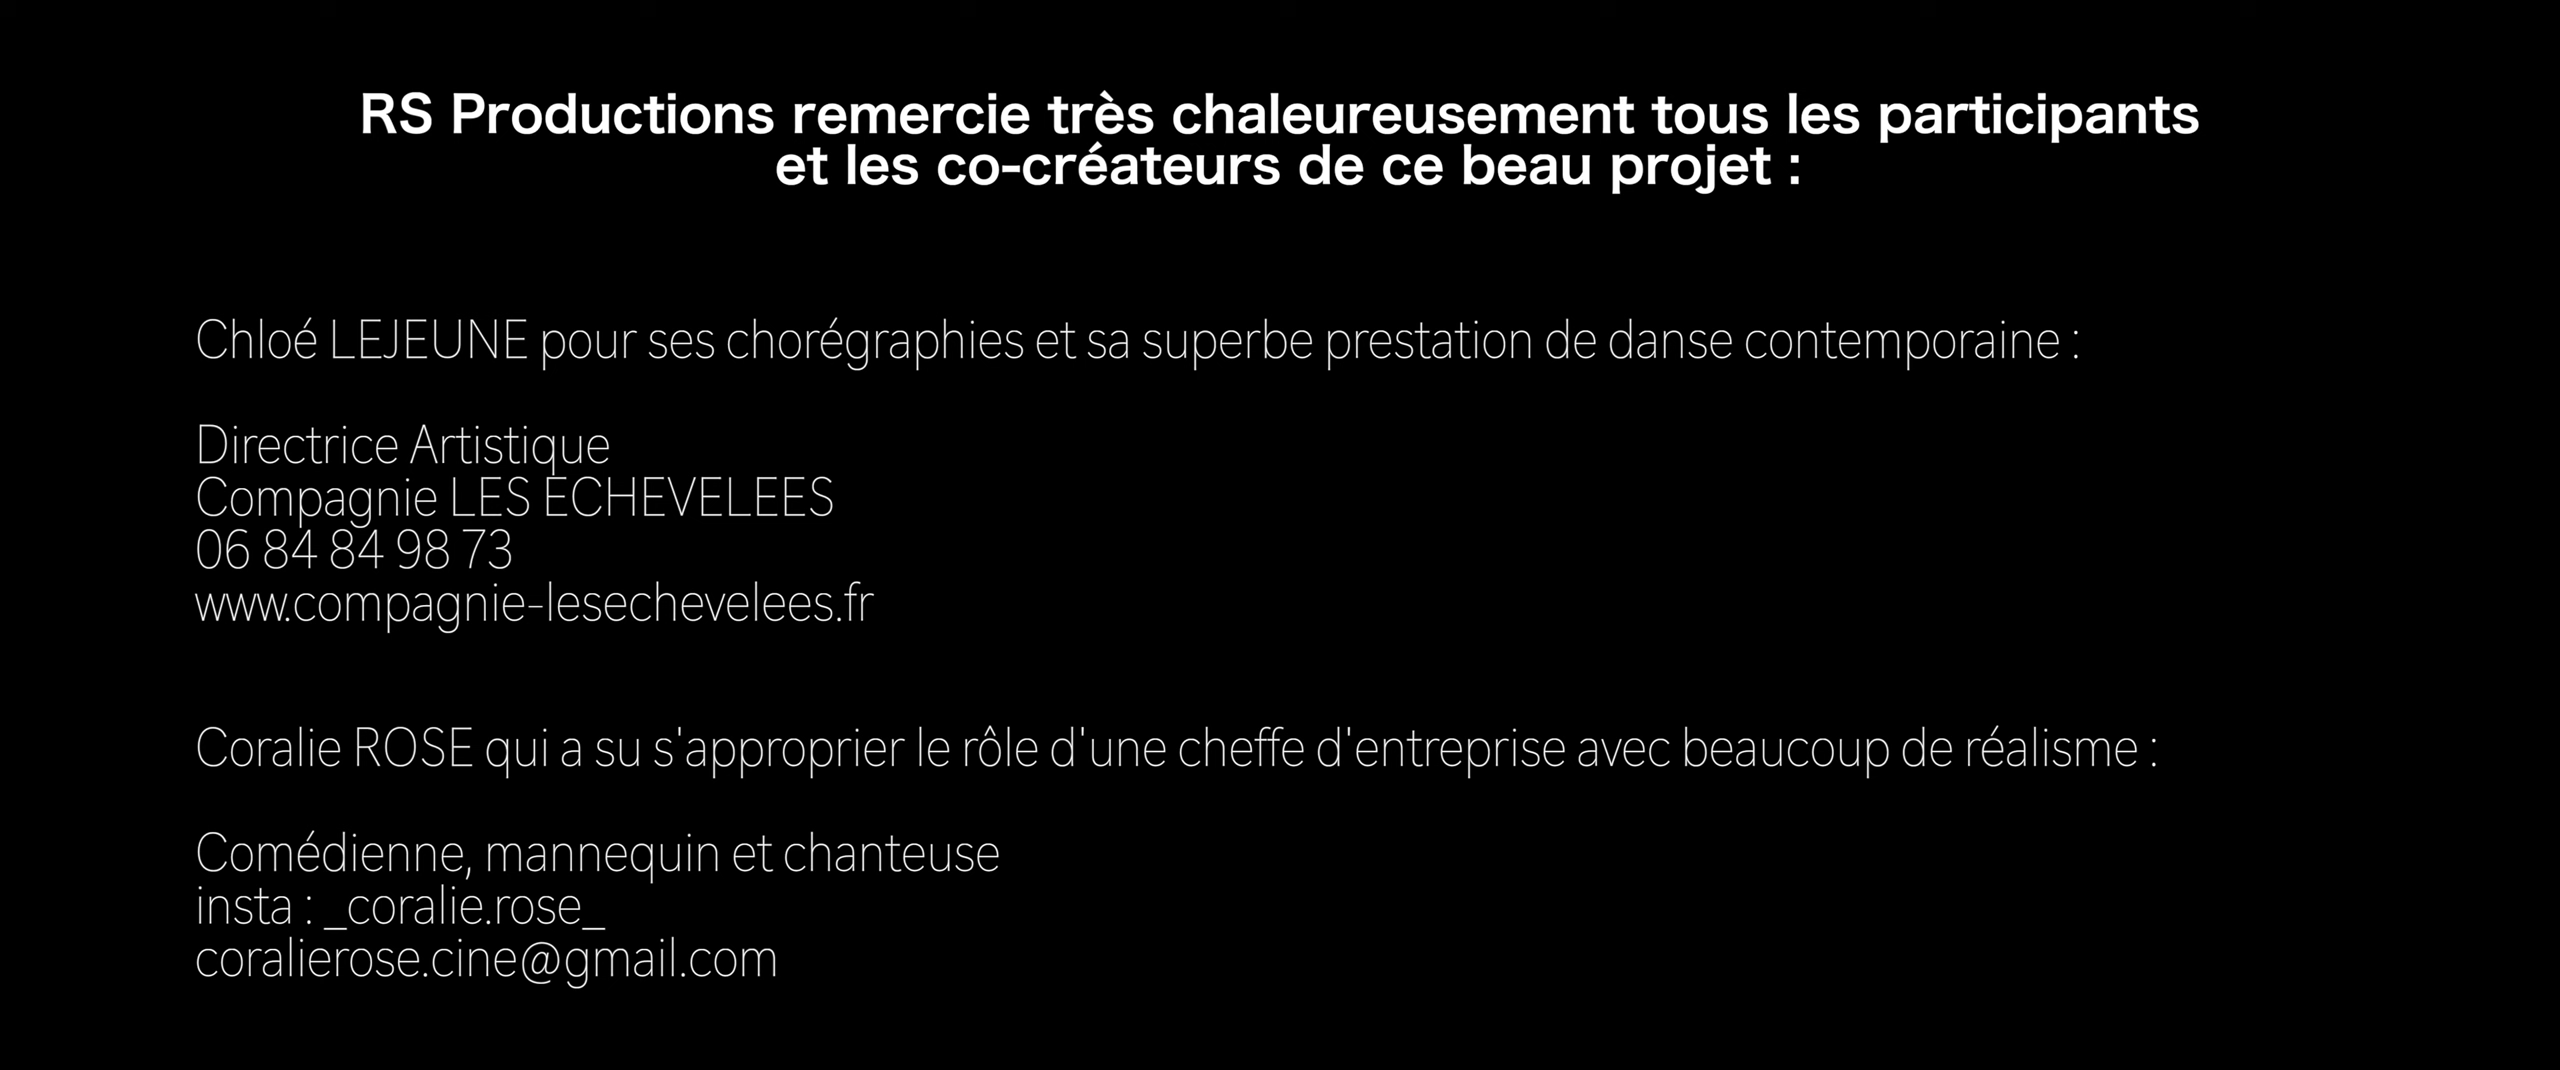 RS Productions remercie très chaleureusement tous les participants
et les co-créateurs de ce beau projet :
Chloé LEJEUNE pour ses chorégraphies et sa superbe prestation de danse contemporaine :
Directrice Artistique
Compagnie LES ECHEVELEES
06 84 84 98 73
www.compagnie-lesechevelees.fr
Coralie ROSE qui a su s'approprier le rôle d'une cheffe d'entreprise avec beaucoup de réalisme :
Comédienne, mannequin et chanteuse
insta : _coralie.rose_
coralierose.cine@gmail.com